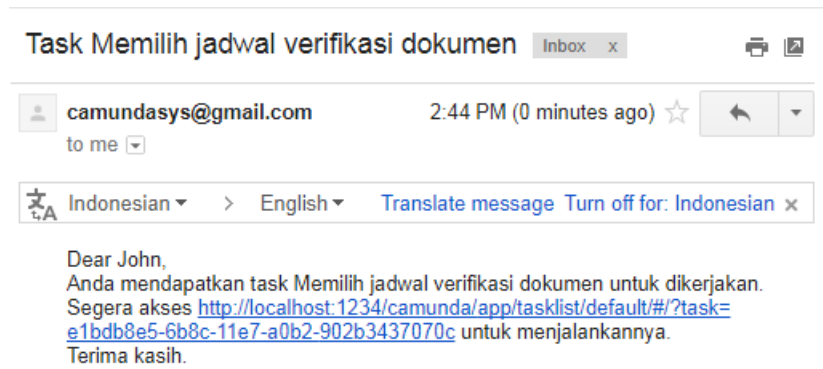 Task Memilih jadwal verifikasi dokumen Inbox x
camundasys@gmail.com 2:44 PM (0 minutes ago)
to me
Indonesian > English Translate message Turn off for: Indonesian x
Dear John,
Anda mendapatkan task Memilih jadwal verifikasi dokumen untuk dikerjakan.
Segera akses http://localhost:1234/camunda/app/tasklist/default/#/?task=
e1bdb8e5-6b8c-11e7-a0b2-902b3437070c untuk menjalankannya.
Terima kasih.